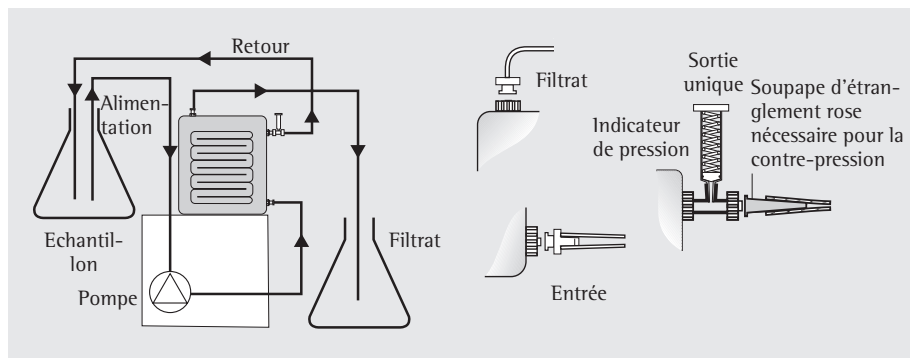 Retour
Alimen-
tation
Echantil-
lon
Pompe
Filtrat
Filtrat
Entrée
Indicateur
de pression
Sortie
unique
Soupape d'étran-
glement rose
nécessaire pour la
contre-pression